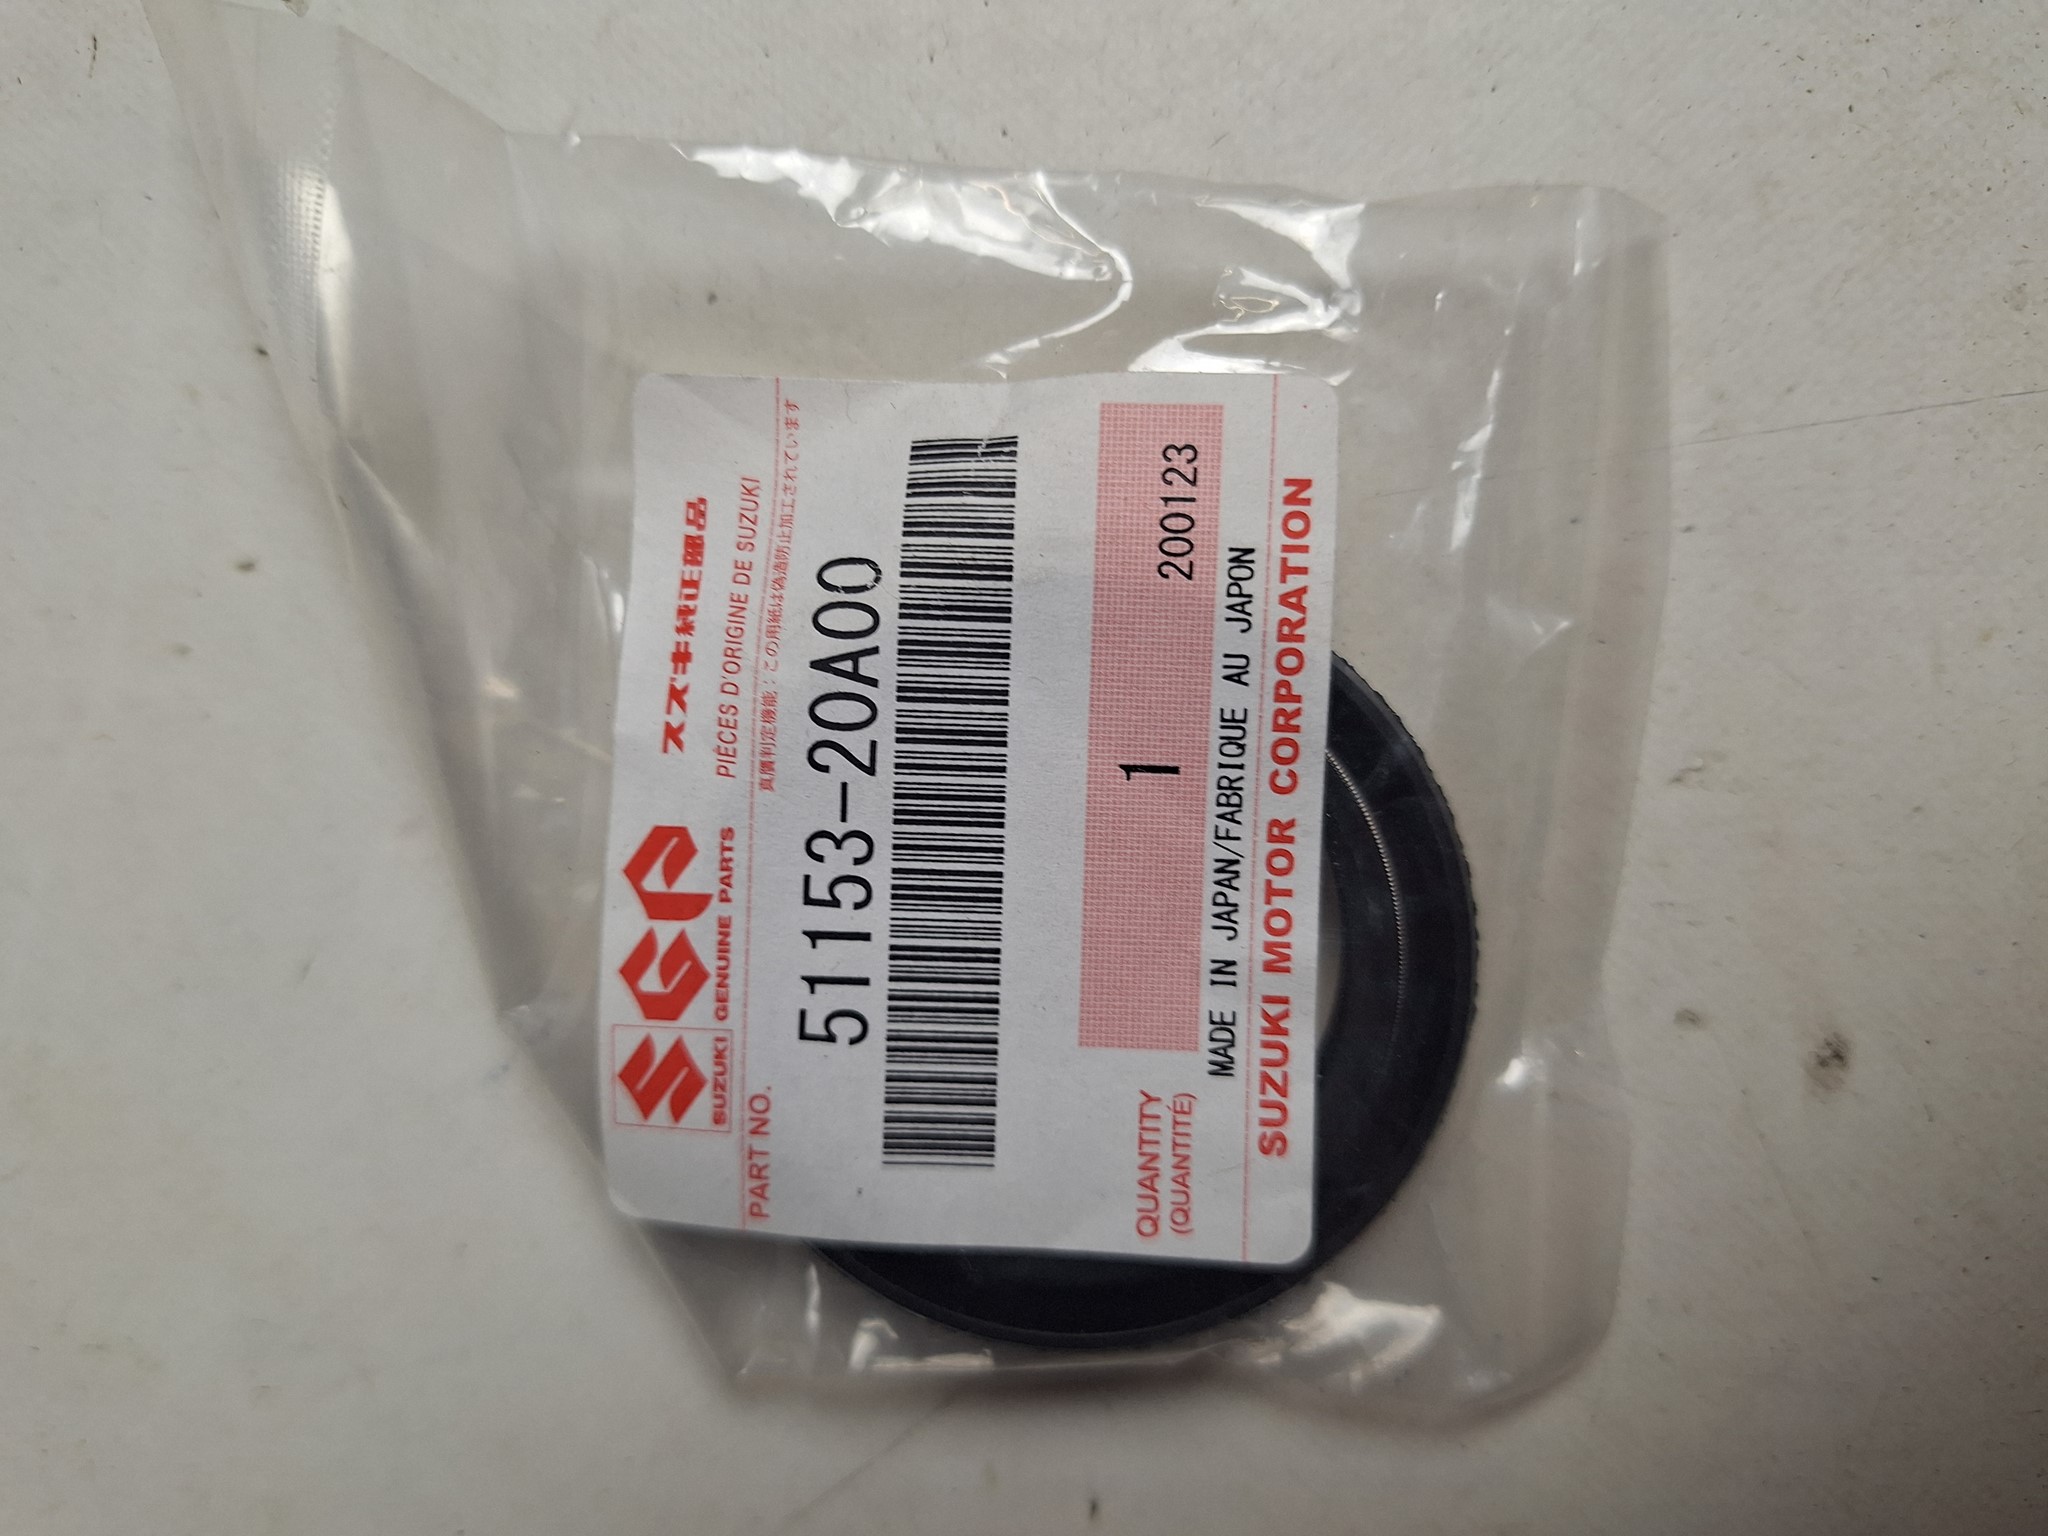 SGP
スズキ純正部品
SUZUKI GENUINE PARTS
PIÈCES D'ORIGINE DE SUZUKI
真贋判定機能：この用紙は偽造防止加工されています
PART NO.
51153-20A00
QUANTITY
(QUANTITÉ)
1
200123
MADE IN JAPAN/FABRIQUE AU JAPON
SUZUKI MOTOR CORPORATION